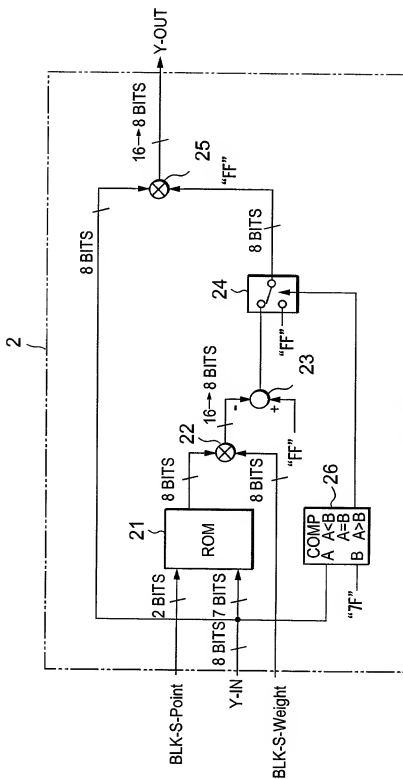 2
Y-OUT
16→8 BITS
25
8 BITS
"FF"
8 BITS
24
"FF"
23
16→8 BITS
-
+
"FF"
22
8 BITS
8 BITS
21
ROM
26
COMP
A A<B
A=B
B A>B
"7F"
2 BITS
7 BITS
8 BITS
BLK-S-Point
Y-IN
BLK-S-Weight